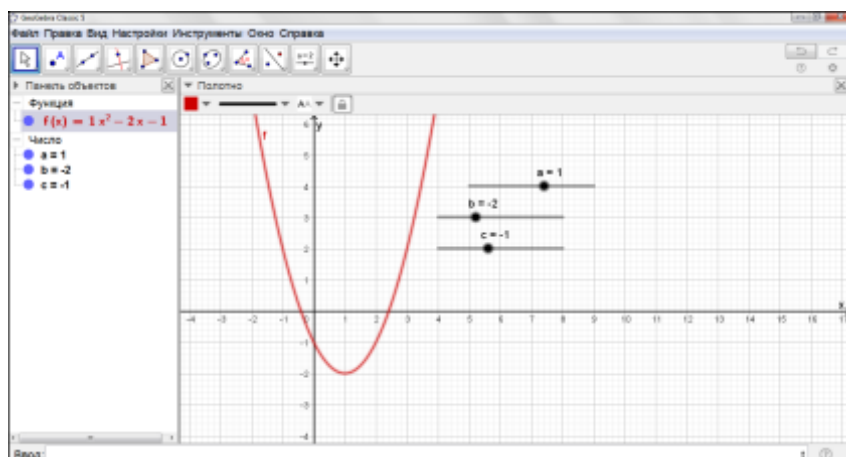 GeoGebra Classic 5
Файл Правка Вид Настройки Инструменты Окно Справка
Панель объектов
Полотно
Функция
f(x) = 1 x² − 2 x − 1
Число
a = 1
b = -2
c = -1
f
y
x
a = 1
b = -2
c = -1
6
5
4
3
2
1
-1
-2
-3
-4
-4 -3 -2 -1 0 1 2 3 4 5 6 7 8 9 10 11 12 13 14 15 16 17
Ввод: